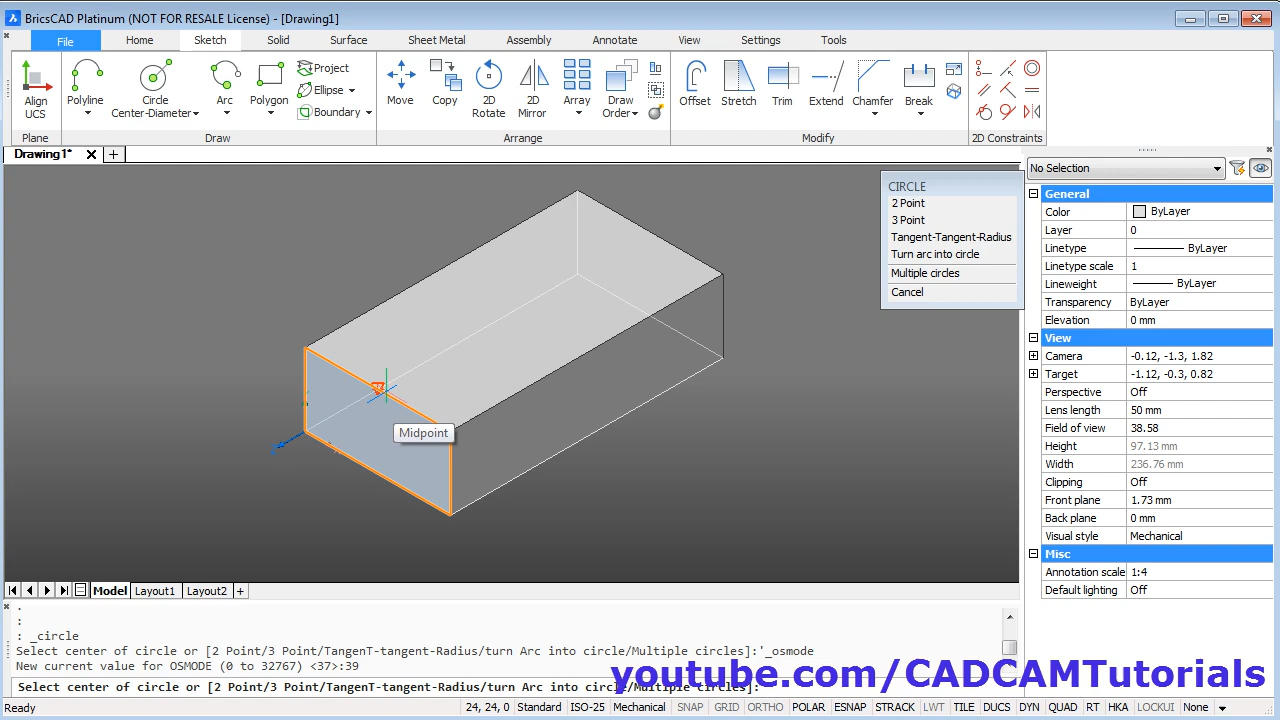 BricsCAD Platinum (NOT FOR RESALE License) - [Drawing1]
File Home Sketch Solid Surface Sheet Metal Assembly Annotate View Settings Tools
Align UCS
Polyline
Circle Center-Diameter
Arc
Polygon
Project
Ellipse
Boundary
Move
Copy
2D Rotate
2D Mirror
Array
Draw Order
Offset
Stretch
Trim
Extend
Chamfer
Break
Plane Draw Arrange Modify 2D Constraints
Drawing1*
No Selection
CIRCLE
2 Point
3 Point
Tangent-Tangent-Radius
Turn arc into circle
Multiple circles
Cancel
Midpoint
General
Color ByLayer
Layer 0
Linetype ByLayer
Linetype scale 1
Lineweight ByLayer
Transparency ByLayer
Elevation 0 mm
View
Camera -0.12, -1.3, 1.82
Target -1.12, -0.3, 0.82
Perspective Off
Lens length 50 mm
Field of view 38.58
Height 97.13 mm
Width 236.76 mm
Clipping Off
Front plane 1.73 mm
Back plane 0 mm
Visual style Mechanical
Misc
Annotation scale 1:4
Default lighting Off
Model Layout1 Layout2 +
:
:
: _circle
Select center of circle or [2 Point/3 Point/TangenT-tangent-Radius/turn Arc into circle/Multiple circles]:'_osmode
New current value for OSMODE (0 to 32767) <37>:39
Select center of circle or [2 Point/3 Point/TangenT-tangent-Radius/turn Arc into circle/Multiple circles]:
youtube.com/CADCAMTutorials
Ready 24, 24, 0 Standard ISO-25 Mechanical SNAP GRID ORTHO POLAR ESNAP STRACK LWT TILE DUCS DYN QUAD RT HKA LOCKUI None